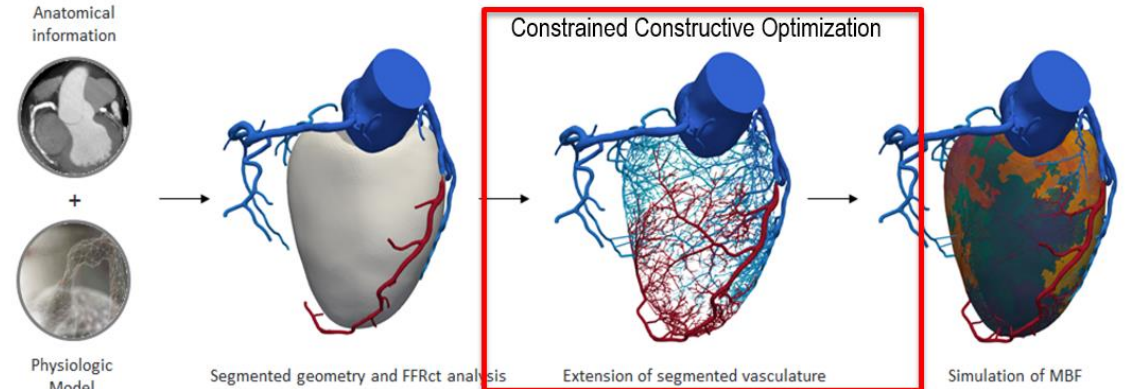 Anatomical
information
Constrained Constructive Optimization
+
Physiologic
Model
Segmented geometry and FFRct analysis
Extension of segmented vasculature
Simulation of MBF